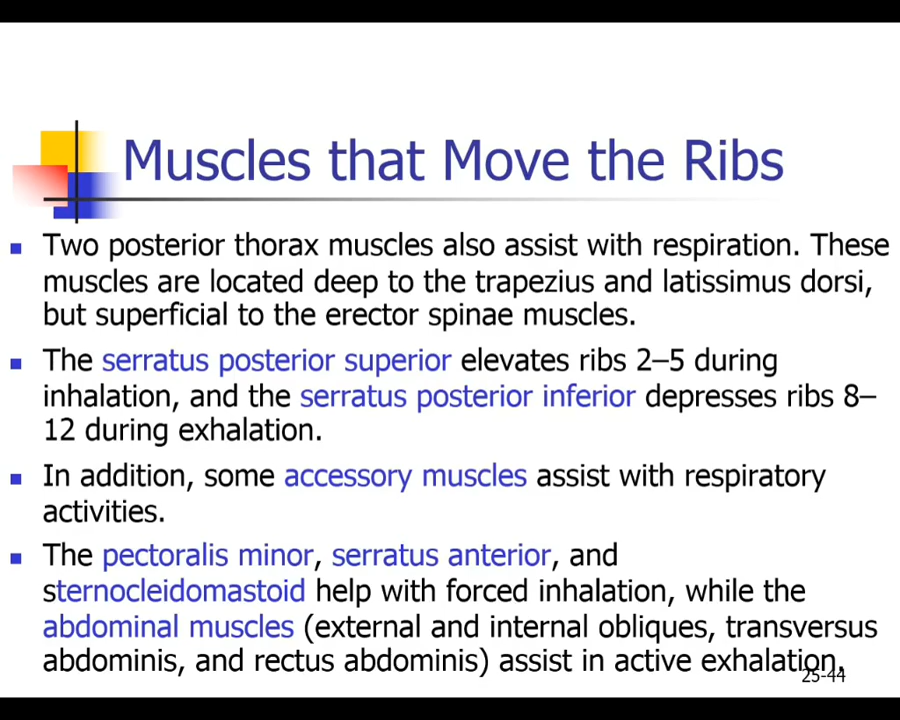 Muscles that Move the Ribs
Two posterior thorax muscles also assist with respiration. These
muscles are located deep to the trapezius and latissimus dorsi,
but superficial to the erector spinae muscles.
The serratus posterior superior elevates ribs 2–5 during
inhalation, and the serratus posterior inferior depresses ribs 8–
12 during exhalation.
In addition, some accessory muscles assist with respiratory
activities.
The pectoralis minor, serratus anterior, and
sternocleidomastoid help with forced inhalation, while the
abdominal muscles (external and internal obliques, transversus
abdominis, and rectus abdominis) assist in active exhalation.
25-44